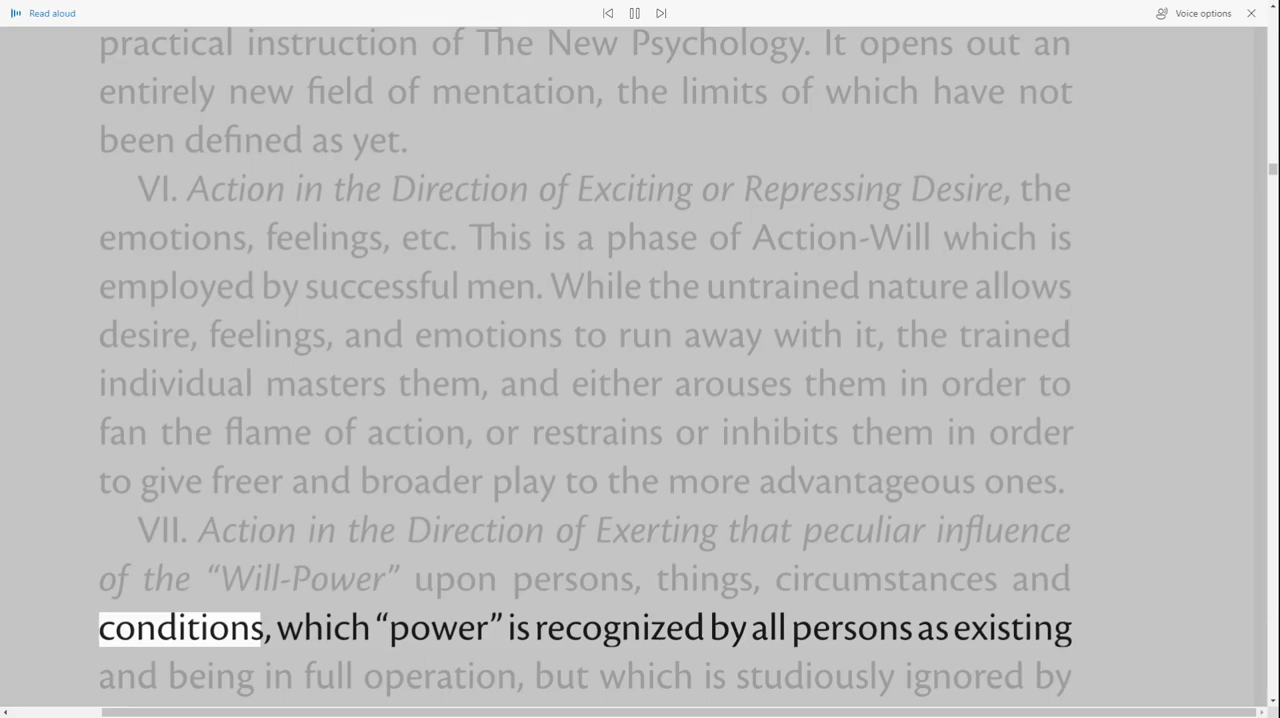 Read aloud
Voice options
practical instruction of The New Psychology. It opens out an
entirely new field of mentation, the limits of which have not
been defined as yet.
VI. Action in the Direction of Exciting or Repressing Desire, the
emotions, feelings, etc. This is a phase of Action-Will which is
employed by successful men. While the untrained nature allows
desire, feelings, and emotions to run away with it, the trained
individual masters them, and either arouses them in order to
fan the flame of action, or restrains or inhibits them in order
to give freer and broader play to the more advantageous ones.
VII. Action in the Direction of Exerting that peculiar influence
of the “Will-Power” upon persons, things, circumstances and
conditions, which “power” is recognized by all persons as existing
and being in full operation, but which is studiously ignored by